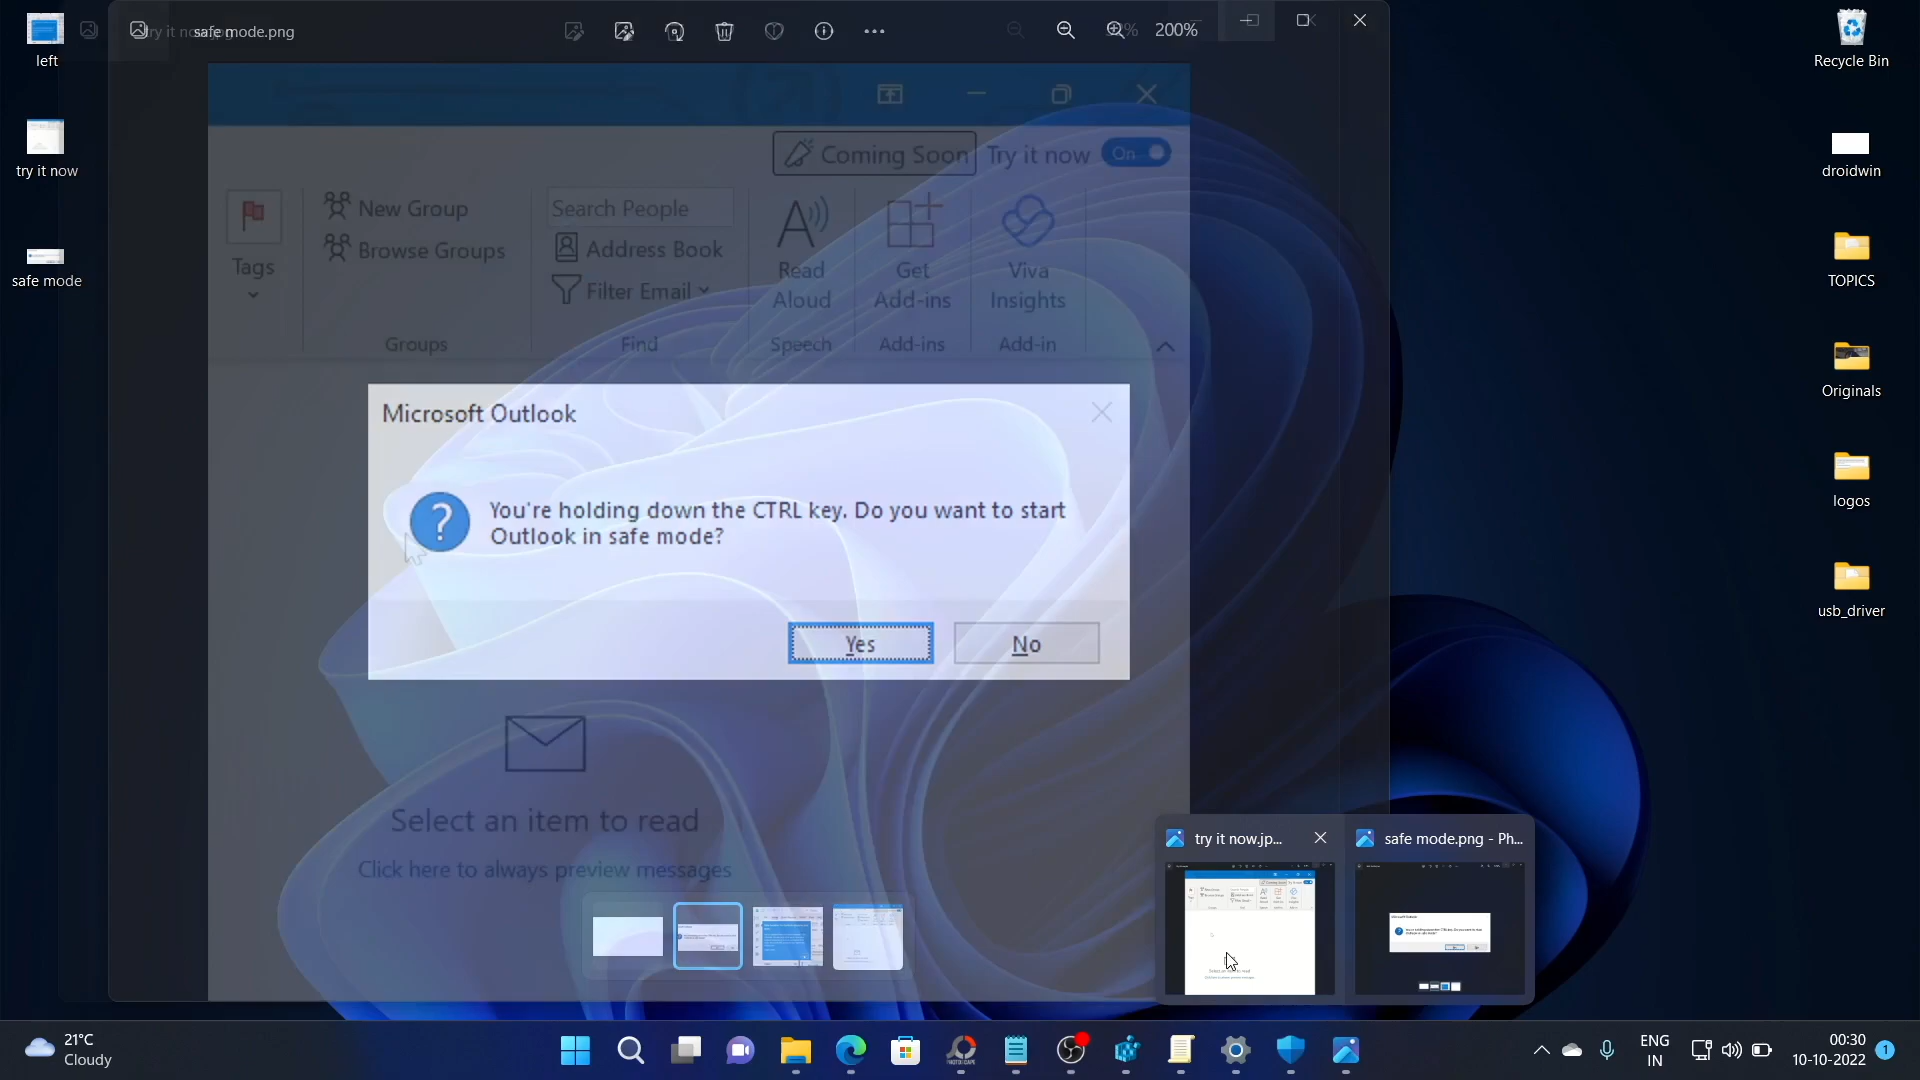 left
try it now
safe mode
safe mode.png
200%
Coming Soon
Try it now
On
Tags
New Group
Browse Groups
Groups
Search People
Address Book
Filter Email
Find
Read
Aloud
Speech
Get
Add-ins
Add-ins
Viva
Insights
Add-in
Microsoft Outlook
You're holding down the CTRL key. Do you want to start
Outlook in safe mode?
Yes
No
Select an item to read
Click here to always preview messages
try it now.jp...
safe mode.png - Ph...
Recycle Bin
droidwin
TOPICS
Originals
logos
usb_driver
21°C
Cloudy
ENG
IN
00:30
10-10-2022
1